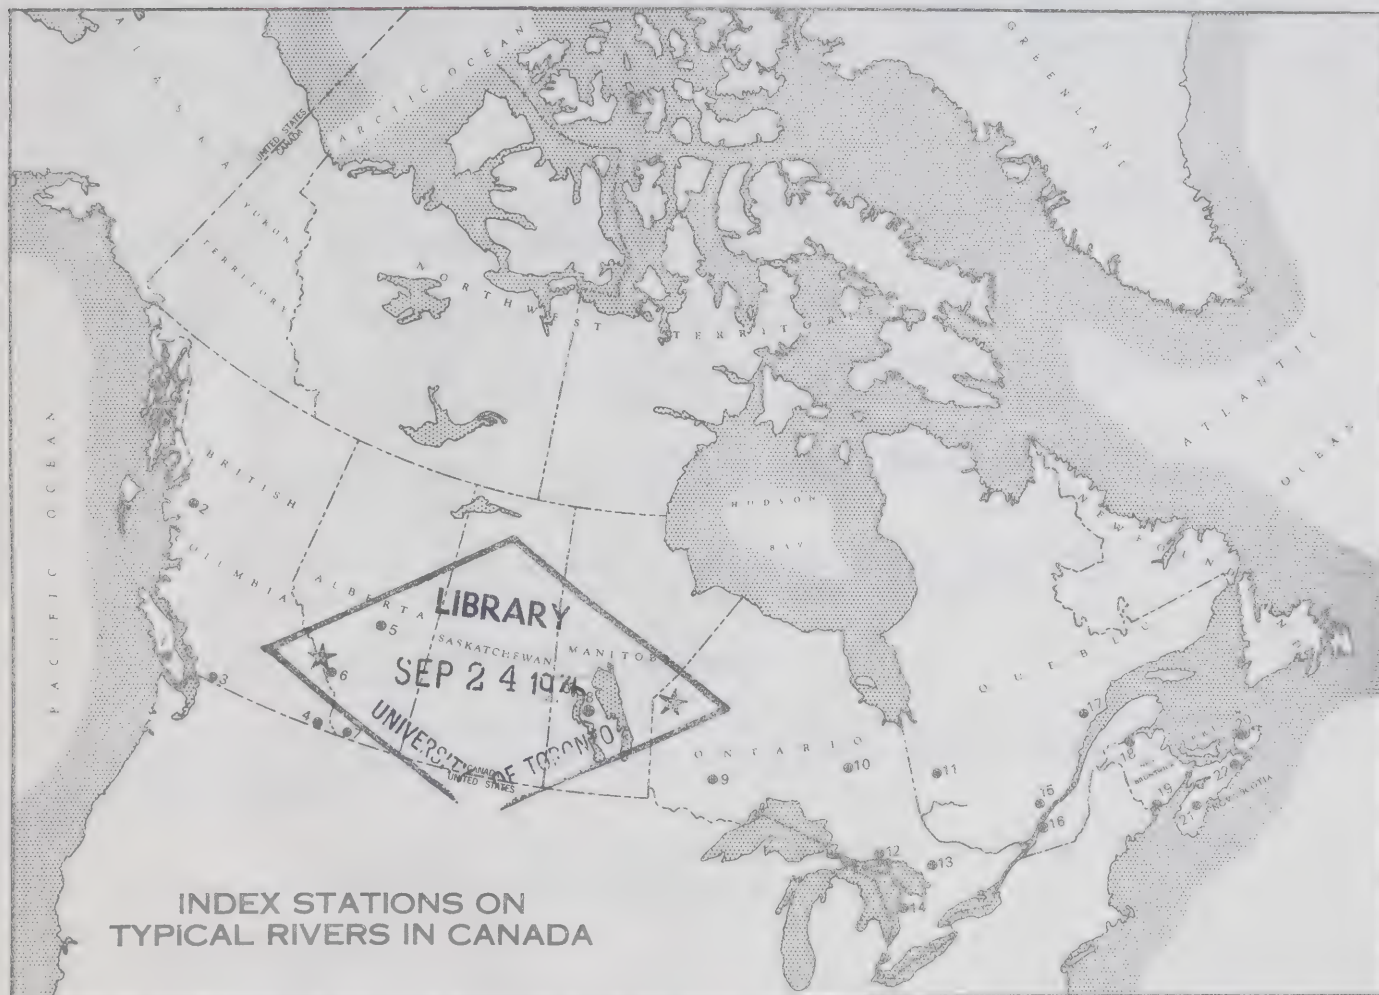 GREENLAND
ARCTIC OCEAN
UNITED STATES
CANADA
YUKON
TERRITORY
NORTHWEST TERRITORIES
PACIFIC OCEAN
ATLANTIC
OCEAN
BRITISH
HUDSON
BAY
2
ALBERTA
LIBRARY
5
SASKATCHEWAN
MANITOBA
SEP 24
QUEBEC
3
6
8
4
UNIVERSITY OF TORONTO
CANADA
UNITED STATES
ONTARIO
17
18
9
10
11
22
NOVA SCOTIA
15
19
21
16
12
13
14
INDEX STATIONS ON
TYPICAL RIVERS IN CANADA